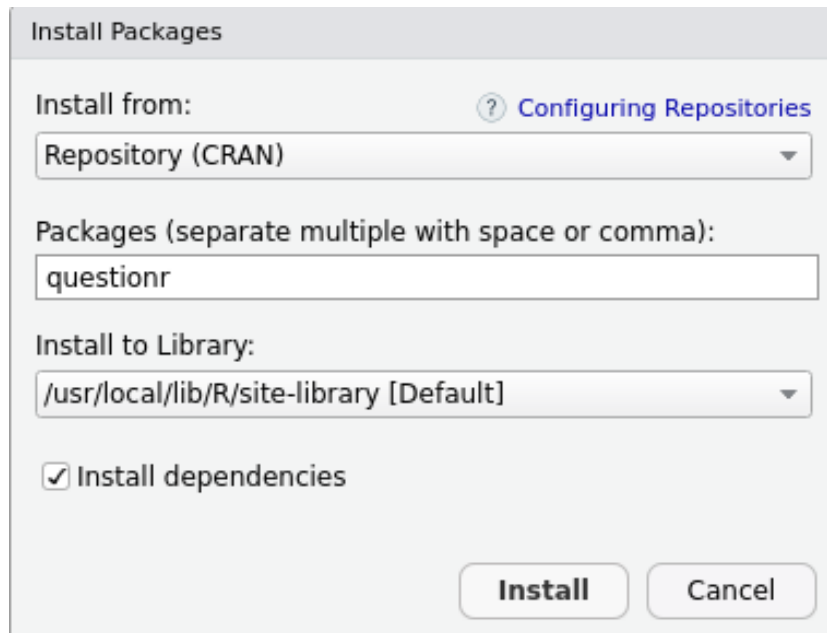 Install Packages
Install from:
? Configuring Repositories
Repository (CRAN)
Packages (separate multiple with space or comma):
questionr
Install to Library:
/usr/local/lib/R/site-library [Default]
Install dependencies
Install
Cancel